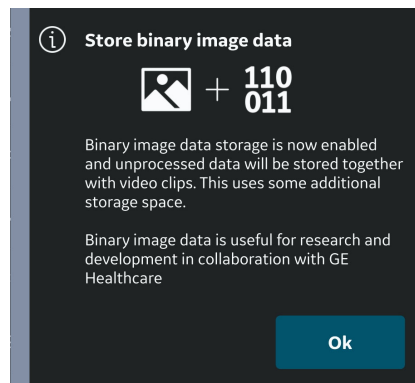 Store binary image data
110
011
Binary image data storage is now enabled
and unprocessed data will be stored together
with video clips. This uses some additional
storage space.
Binary image data is useful for research and
development in collaboration with GE
Healthcare
Ok